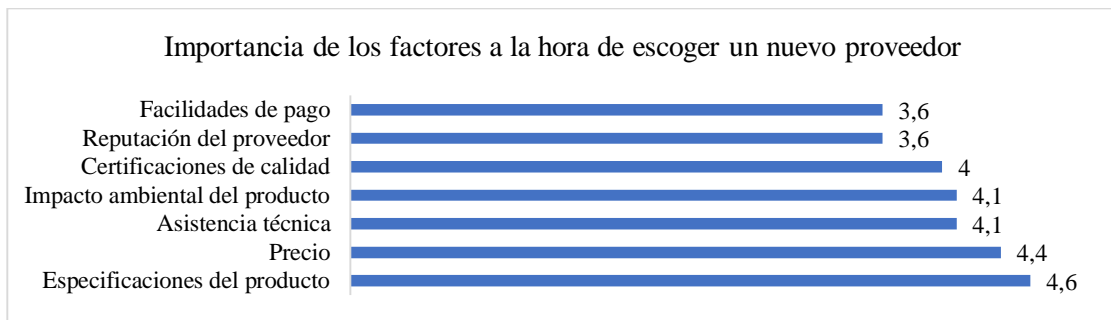 Importancia de los factores a la hora de escoger un nuevo proveedor
Facilidades de pago 3,6
Reputación del proveedor 3,6
Certificaciones de calidad 4
Impacto ambiental del producto 4,1
Asistencia técnica 4,1
Precio 4,4
Especificaciones del producto 4,6